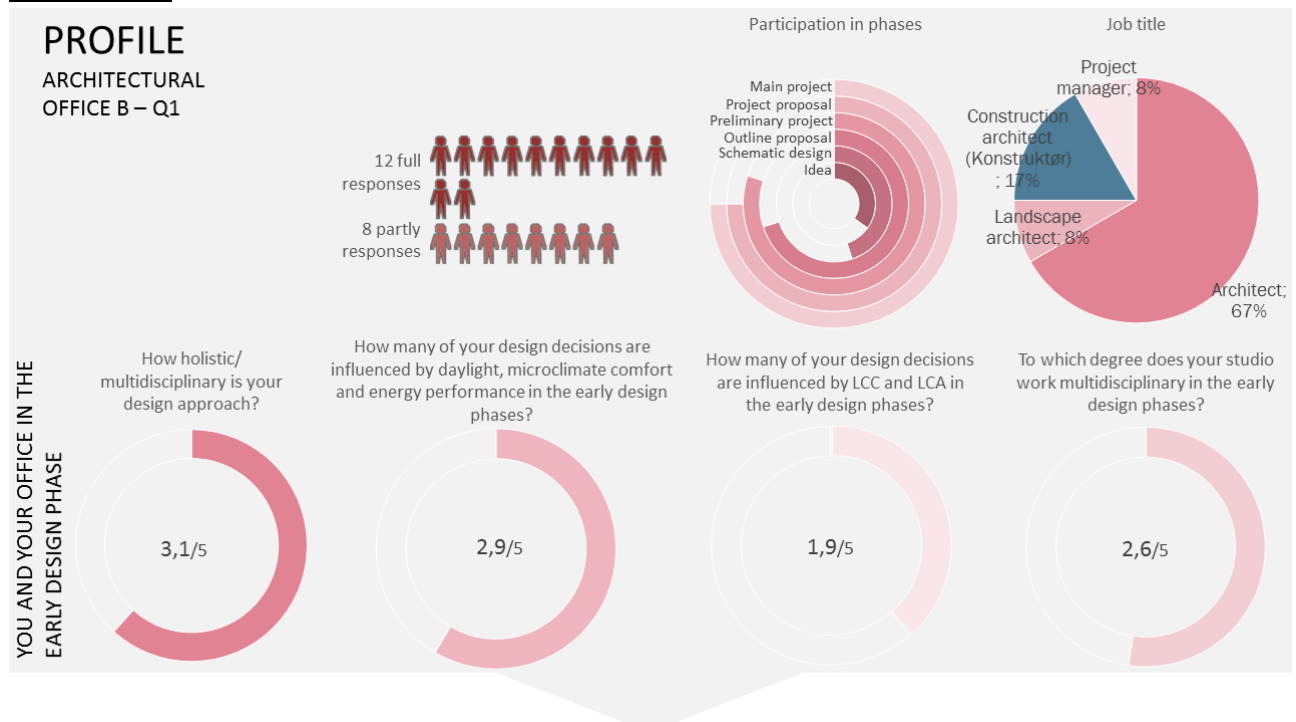 PROFILE
ARCHITECTURAL
OFFICE B – Q1
12 full
responses
8 partly
responses
Participation in phases
Main project
Project proposal
Preliminary project
Outline proposal
Schematic design
Idea
Job title
Project
manager; 8%
Construction
architect
(Konstruktør)
; 17%
Landscape
architect; 8%
Architect;
67%
YOU AND YOUR OFFICE IN THE
EARLY DESIGN PHASE
How holistic/
multidisciplinary is your
design approach?
3,1/5
How many of your design decisions are
influenced by daylight, microclimate comfort
and energy performance in the early design
phases?
2,9/5
How many of your design decisions
are influenced by LCC and LCA in
the early design phases?
1,9/5
To which degree does your studio
work multidisciplinary in the early
design phases?
2,6/5